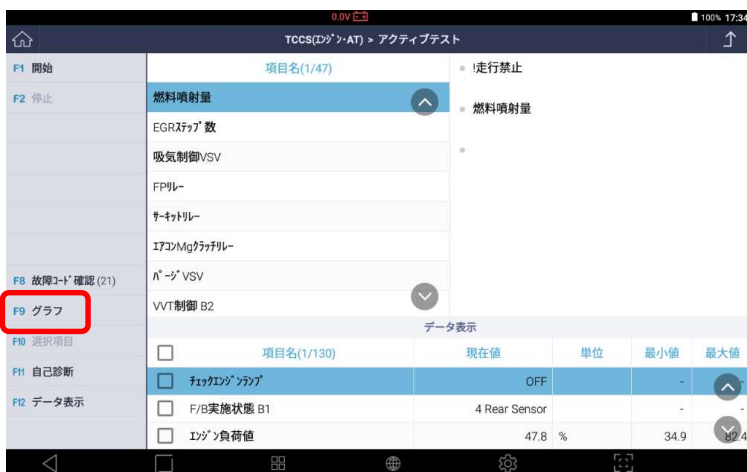 0.0V
100% 17:34
TCCS(ｴﾝｼﾞﾝ･AT) > アクティブテスト
F1 開始
F2 停止
F8 故障ｺｰﾄﾞ確認 (21)
F9 グラフ
F10 選択項目
F11 自己診断
F12 データ表示
項目名(1/47)
燃料噴射量
EGRｽﾃｯﾌﾟ数
吸気制御VSV
FPﾘﾚｰ
ｻｰｷｯﾄﾘﾚｰ
ｴｱｺﾝMgｸﾗｯﾁﾘﾚｰ
ﾊﾟｰｼﾞVSV
VVT制御 B2
!走行禁止
燃料噴射量
データ表示
項目名(1/130) 現在値 単位 最小値 最大値
ﾁｪｯｸｴﾝｼﾞﾝﾗﾝﾌﾟ OFF - -
F/B実施状態 B1 4 Rear Sensor - -
ｴﾝｼﾞﾝ負荷値 47.8 % 34.9 82.4